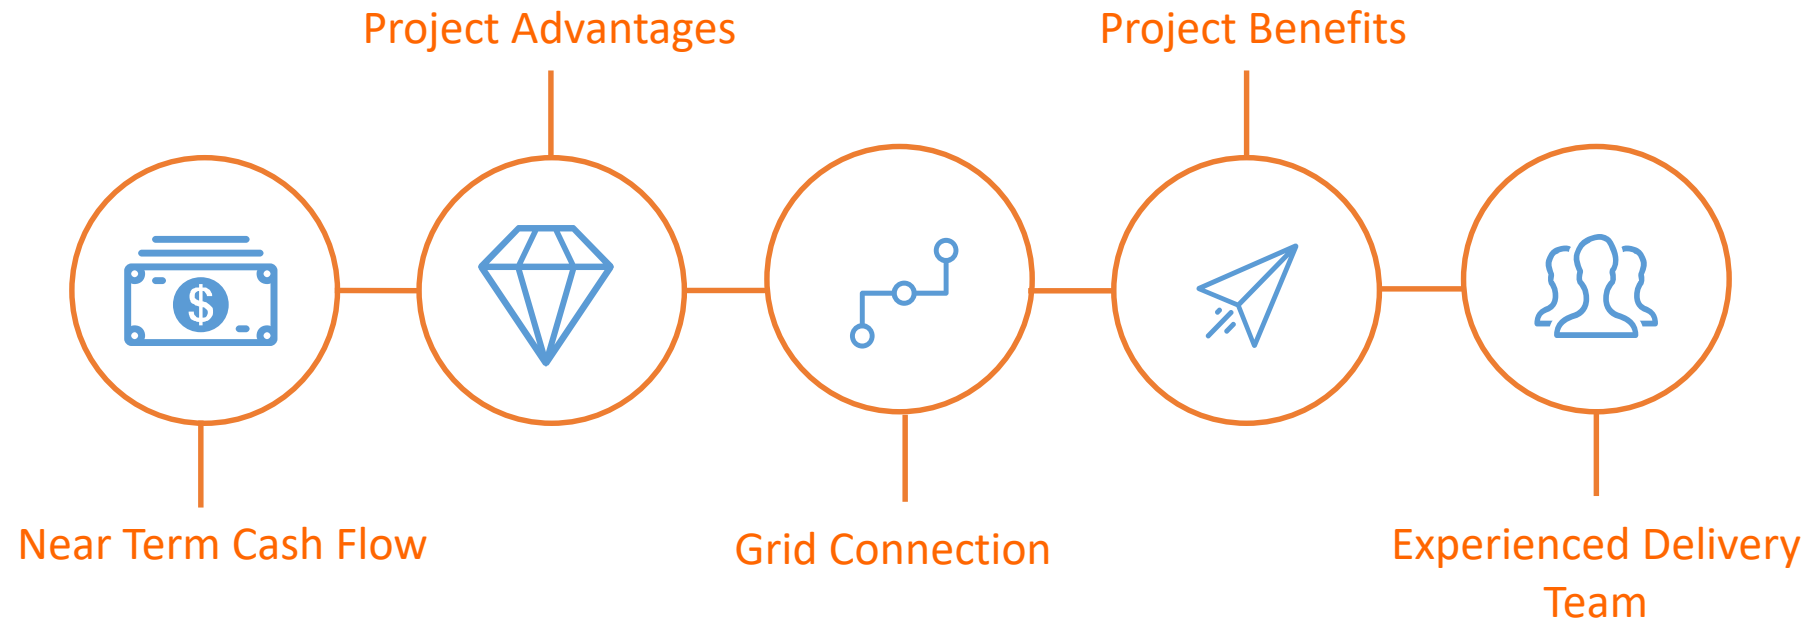 Project Advantages
Project Benefits
$
Near Term Cash Flow
Grid Connection
Experienced Delivery
Team